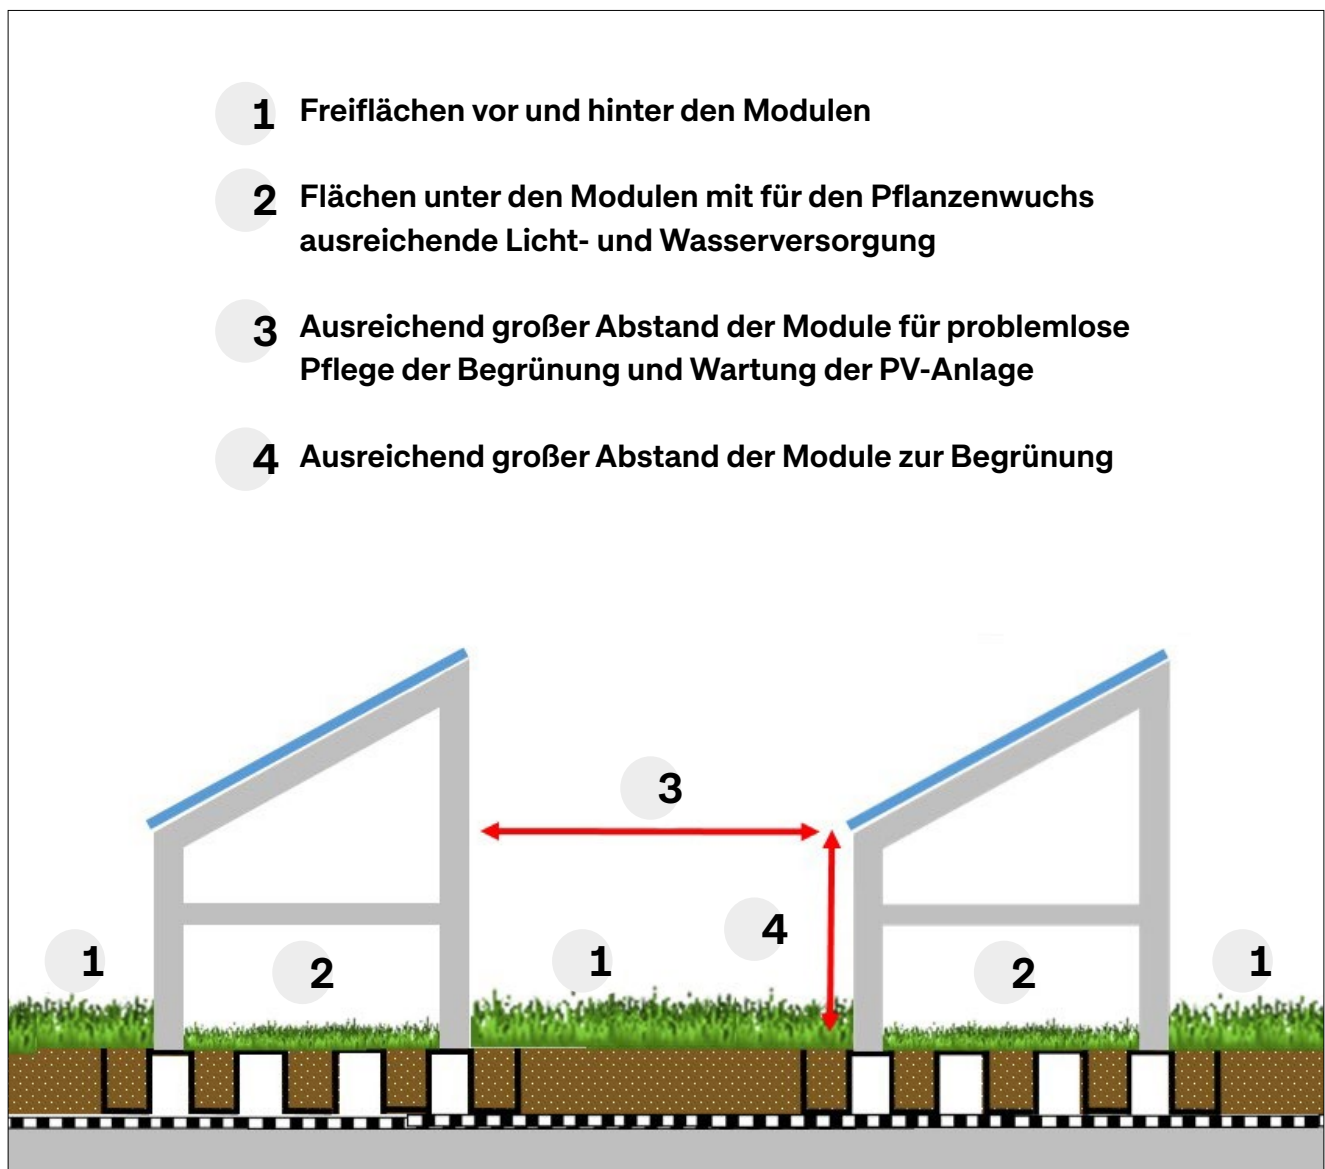 1 Freiflächen vor und hinter den Modulen
2 Flächen unter den Modulen mit für den Pflanzenwuchs
ausreichende Licht- und Wasserversorgung
3 Ausreichend großer Abstand der Module für problemlose
Pflege der Begrünung und Wartung der PV-Anlage
4 Ausreichend großer Abstand der Module zur Begrünung
3
4
1 2 1 2 1